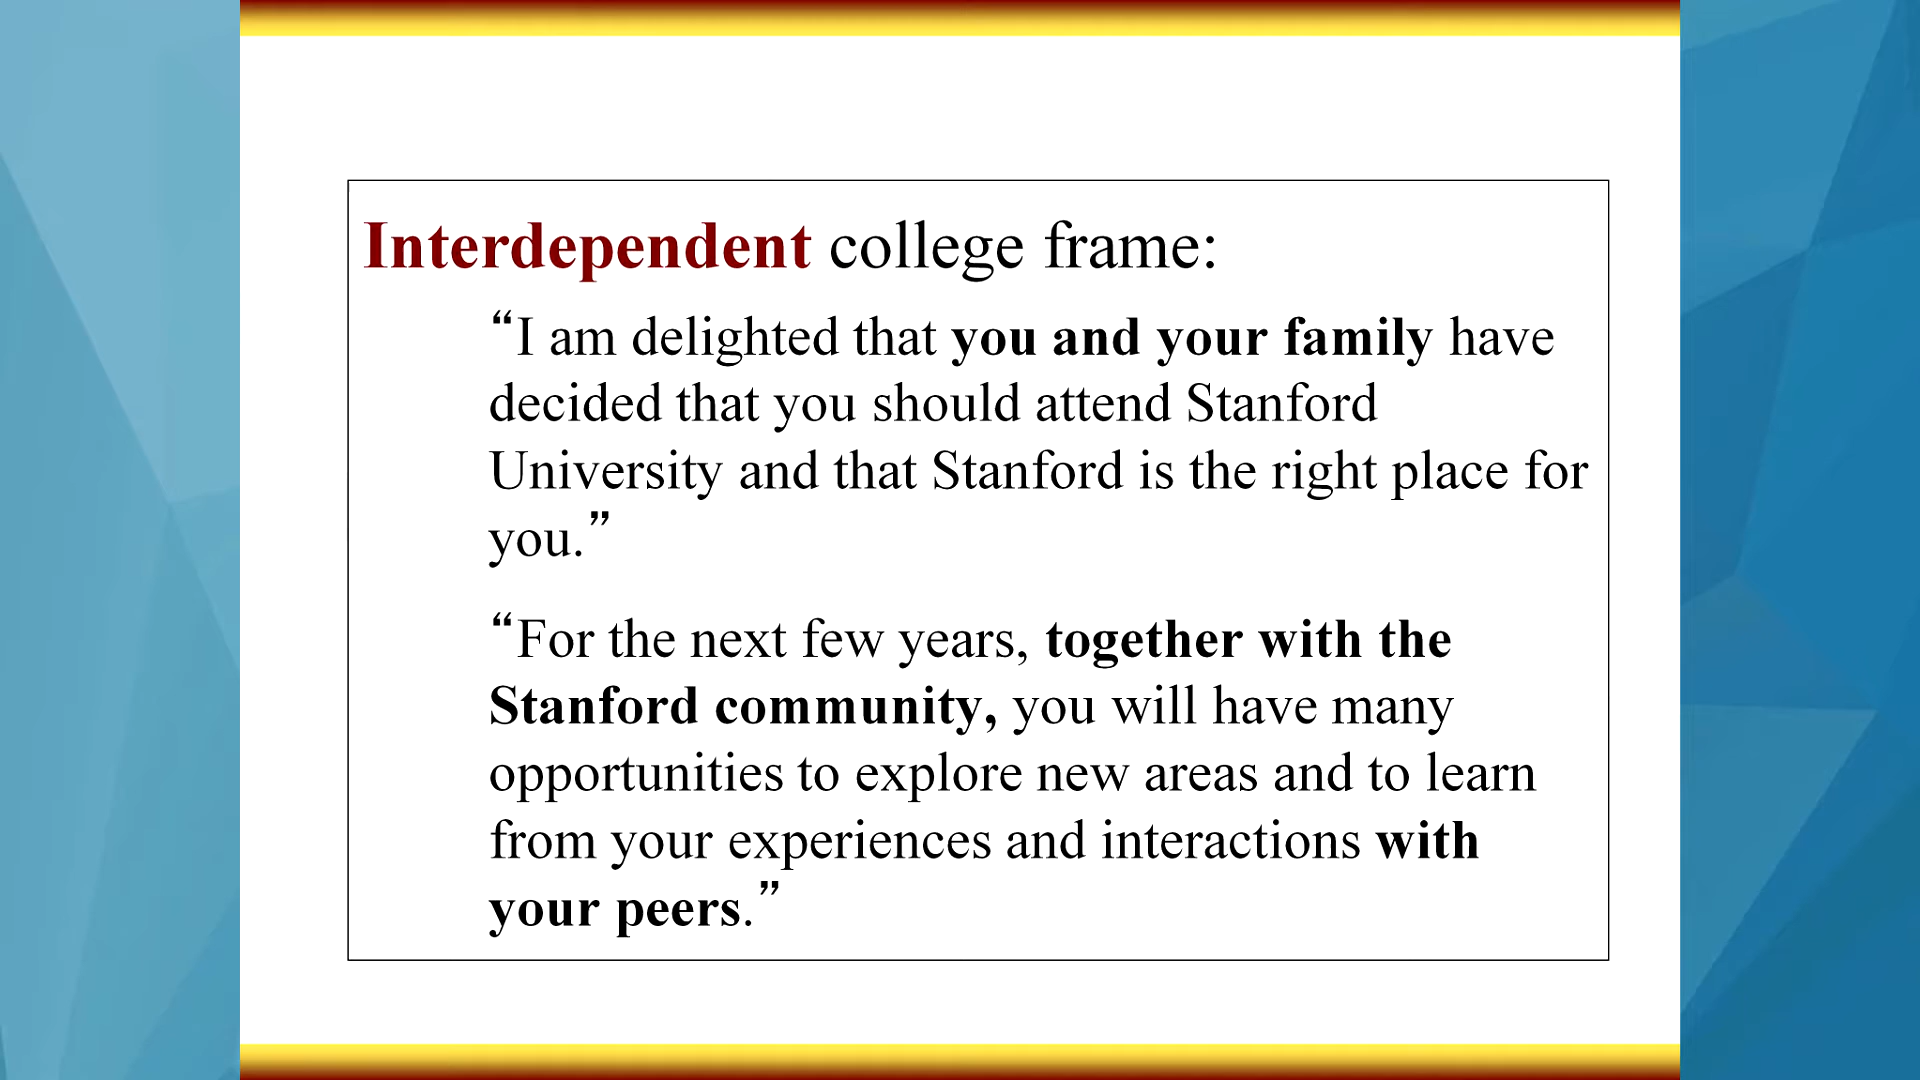 Interdependent college frame:
“I am delighted that you and your family have
decided that you should attend Stanford
University and that Stanford is the right place for
you.”
“For the next few years, together with the
Stanford community, you will have many
opportunities to explore new areas and to learn
from your experiences and interactions with
your peers.”